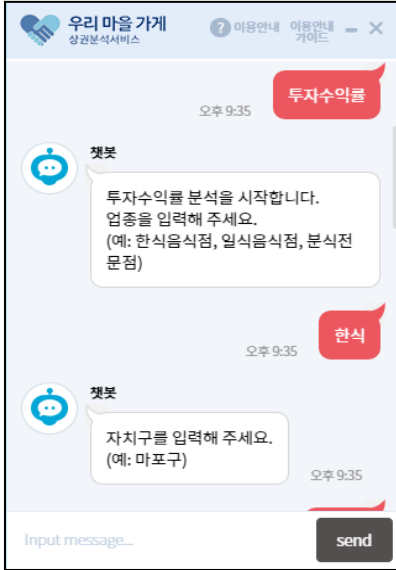 우리 마을 가게
상권분석서비스
? 이용안내
이용안내
가이드
투자수익률
오후 9:35
챗봇
투자수익률 분석을 시작합니다.
업종을 입력해 주세요.
(예: 한식음식점, 일식음식점, 분식전
문점)
한식
오후 9:35
챗봇
자치구를 입력해 주세요.
(예: 마포구)
오후 9:35
Input message...
send